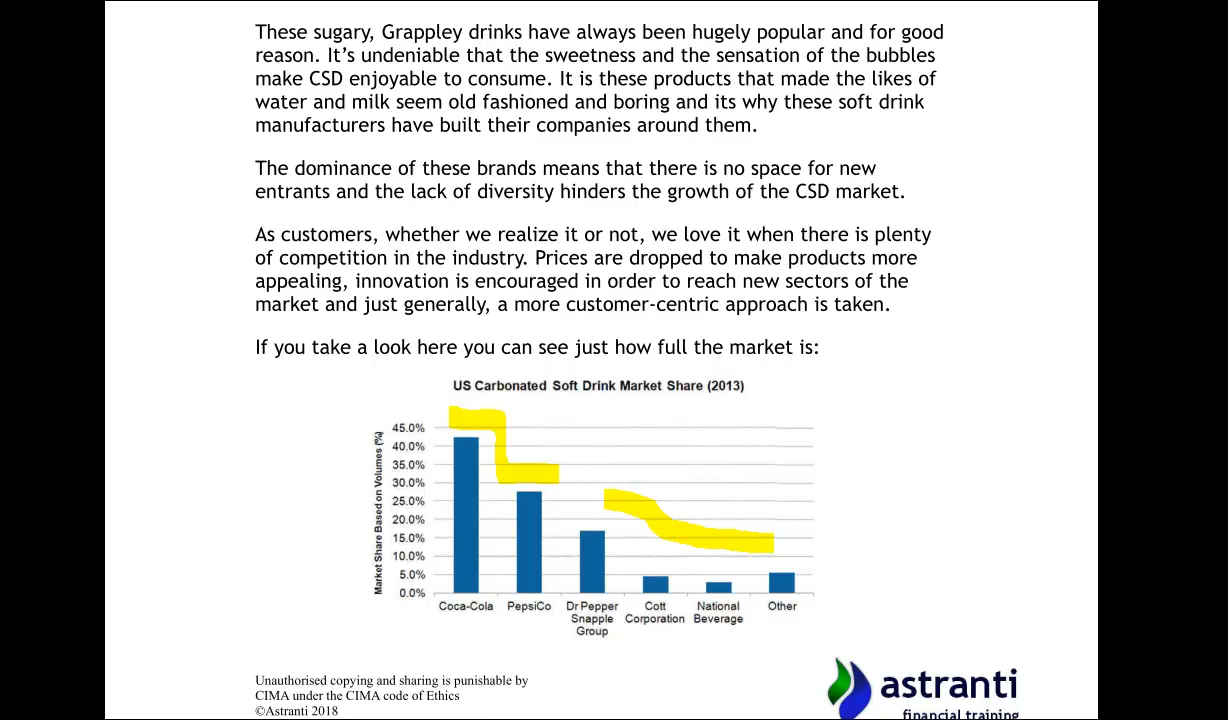 These sugary, Grappley drinks have always been hugely popular and for good
reason. It’s undeniable that the sweetness and the sensation of the bubbles
make CSD enjoyable to consume. It is these products that made the likes of
water and milk seem old fashioned and boring and its why these soft drink
manufacturers have built their companies around them.
The dominance of these brands means that there is no space for new
entrants and the lack of diversity hinders the growth of the CSD market.
As customers, whether we realize it or not, we love it when there is plenty
of competition in the industry. Prices are dropped to make products more
appealing, innovation is encouraged in order to reach new sectors of the
market and just generally, a more customer-centric approach is taken.
If you take a look here you can see just how full the market is:
US Carbonated Soft Drink Market Share (2013)
Market Share Based on Volumes (%)
45.0%
40.0%
35.0%
30.0%
25.0%
20.0%
15.0%
10.0%
5.0%
0.0%
Coca-Cola
PepsiCo
Dr Pepper
Snapple
Group
Cott
Corporation
National
Beverage
Other
Unauthorised copying and sharing is punishable by
CIMA under the CIMA code of Ethics
©Astranti 2018
astranti
financial training